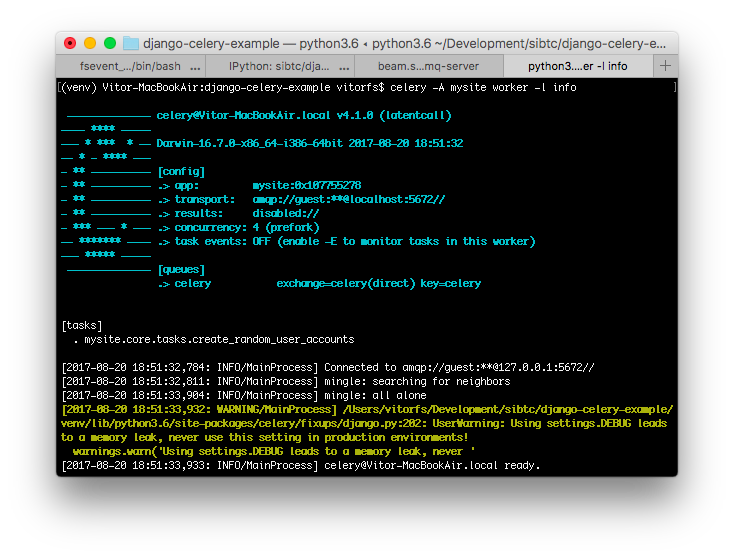 django-celery-example — python3.6 ‹ python3.6 ~/Development/sibtc/django-celery-e...
fsevent_.../bin/bash ...
IPython: sibtc/dja... ...
beam.s...mq-server
python3....er -l info
[(venv) Vitor-MacBookAir:django-celery-example vitorfs$ celery -A mysite worker -l info ]
-------------- celery@Vitor-MacBookAir.local v4.1.0 (latentcall)
---- **** -----
--- * ***  * -- Darwin-16.7.0-x86_64-i386-64bit 2017-08-20 18:51:32
-- * - **** ---
- ** ---------- [config]
- ** ---------- .> app:         mysite:0x107755278
- ** ---------- .> transport:   amqp://guest:**@localhost:5672//
- ** ---------- .> results:     disabled://
- *** --- * --- .> concurrency: 4 (prefork)
-- ******* ---- .> task events: OFF (enable -E to monitor tasks in this worker)
--- ***** -----
-------------- [queues]
.> celery           exchange=celery(direct) key=celery
[tasks]
. mysite.core.tasks.create_random_user_accounts
[2017-08-20 18:51:32,784: INFO/MainProcess] Connected to amqp://guest:**@127.0.0.1:5672//
[2017-08-20 18:51:32,811: INFO/MainProcess] mingle: searching for neighbors
[2017-08-20 18:51:33,904: INFO/MainProcess] mingle: all alone
[2017-08-20 18:51:33,932: WARNING/MainProcess] /Users/vitorfs/Development/sibtc/django-celery-example/
venv/lib/python3.6/site-packages/celery/fixups/django.py:202: UserWarning: Using settings.DEBUG leads
to a memory leak, never use this setting in production environments!
warnings.warn('Using settings.DEBUG leads to a memory leak, never '
[2017-08-20 18:51:33,933: INFO/MainProcess] celery@Vitor-MacBookAir.local ready.